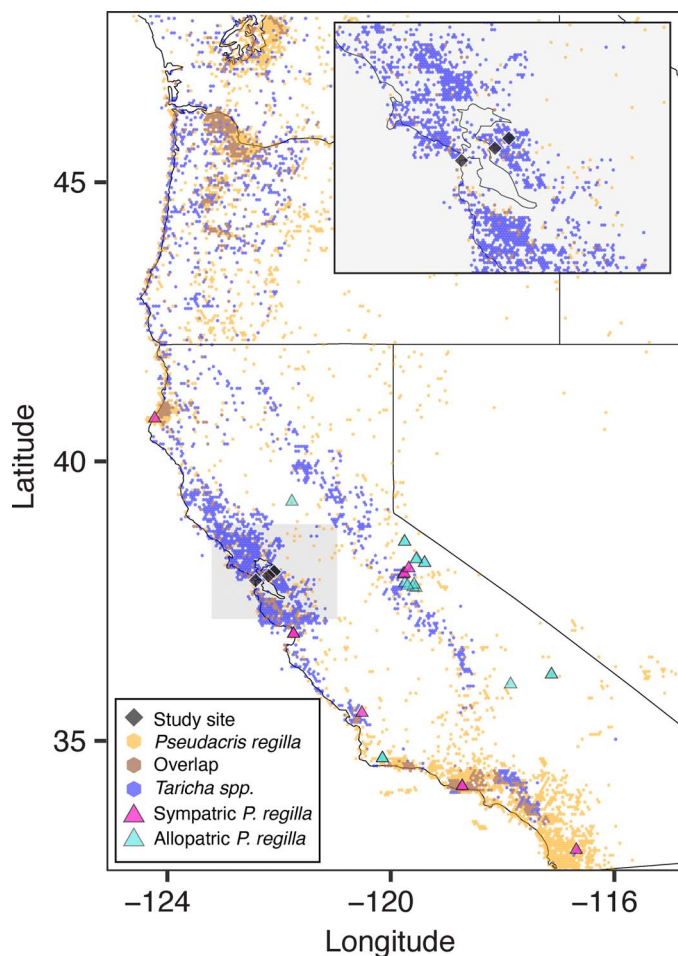 45
40
35
Latitude
Study site
Pseudacris regilla
Overlap
Taricha spp.
Sympatric P. regilla
Allopatric P. regilla
−124
−120
−116
Longitude